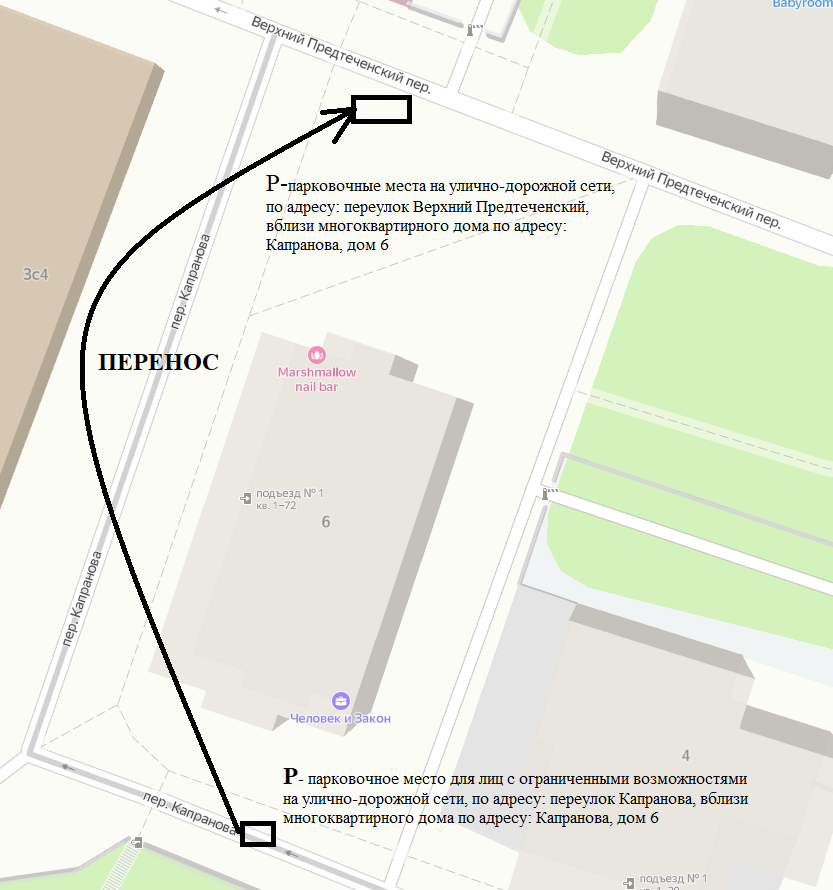 Babyroom
Верхний Предтеченский пер.
Верхний Предтеченский пер.
Р-парковочные места на улично-дорожной сети,
по адресу: переулок Верхний Предтеченский,
вблизи многоквартирного дома по адресу:
Капранова, дом 6
пер. Капранова
3с4
ПЕРЕНОС
Marshmallow
nail bar
подъезд № 1
кв. 1–72
6
пер. Капранова
Человек и Закон
4
Р- парковочное место для лиц с ограниченными возможностями
на улично-дорожной сети, по адресу: переулок Капранова, вблизи
многоквартирного дома по адресу: Капранова, дом 6
пер. Капранова
подъезд № 1